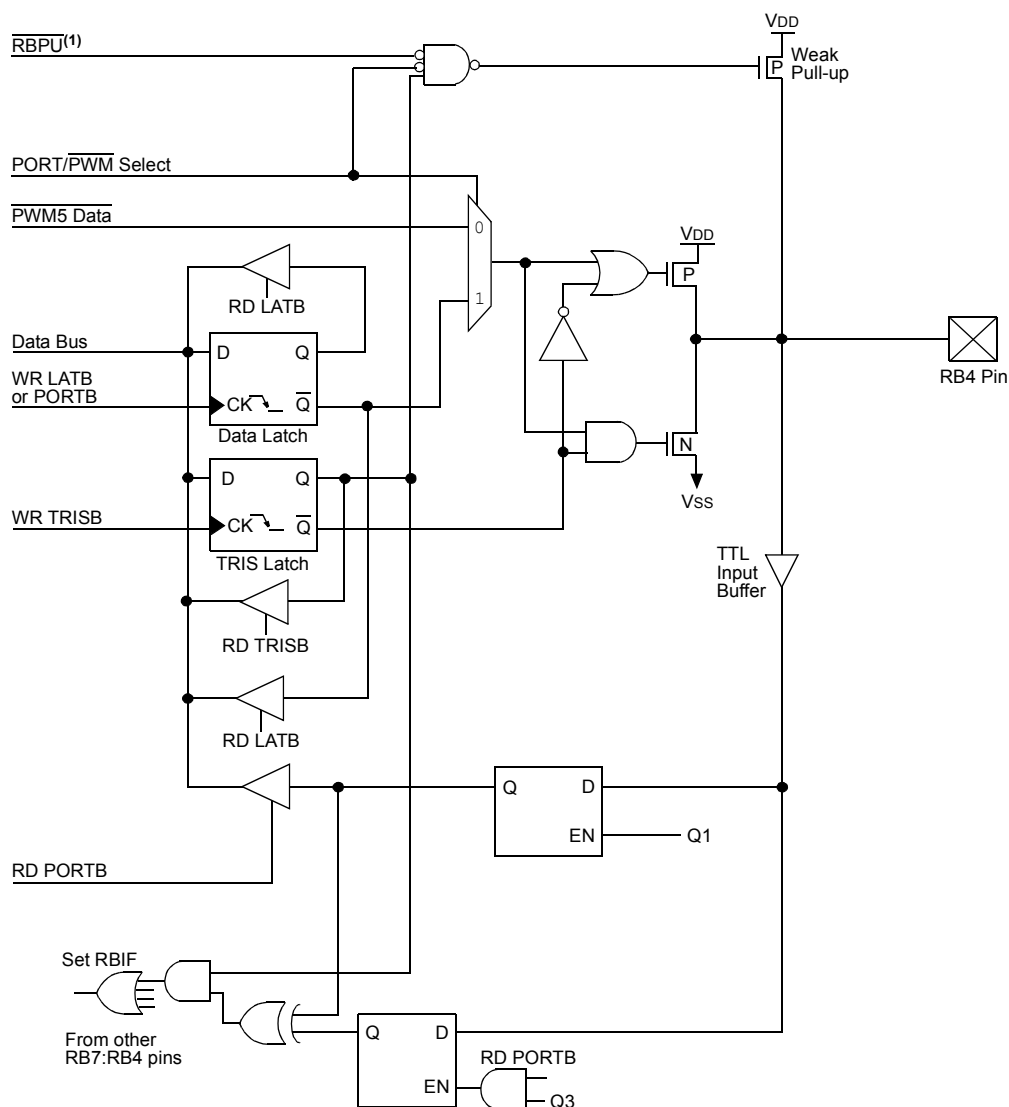 RBPU(1)
VDD
P
Weak
Pull-up
PORT/PWM Select
PWM5 Data
0
1
VDD
P
RD LATB
Data Bus
D
Q
WR LATB
or PORTB
CK
Q
Data Latch
RB4 Pin
N
VSS
D
Q
WR TRISB
CK
Q
TRIS Latch
TTL
Input
Buffer
RD TRISB
RD LATB
Q
D
EN
Q1
RD PORTB
Set RBIF
From other
RB7:RB4 pins
Q
D
EN
RD PORTB
Q3